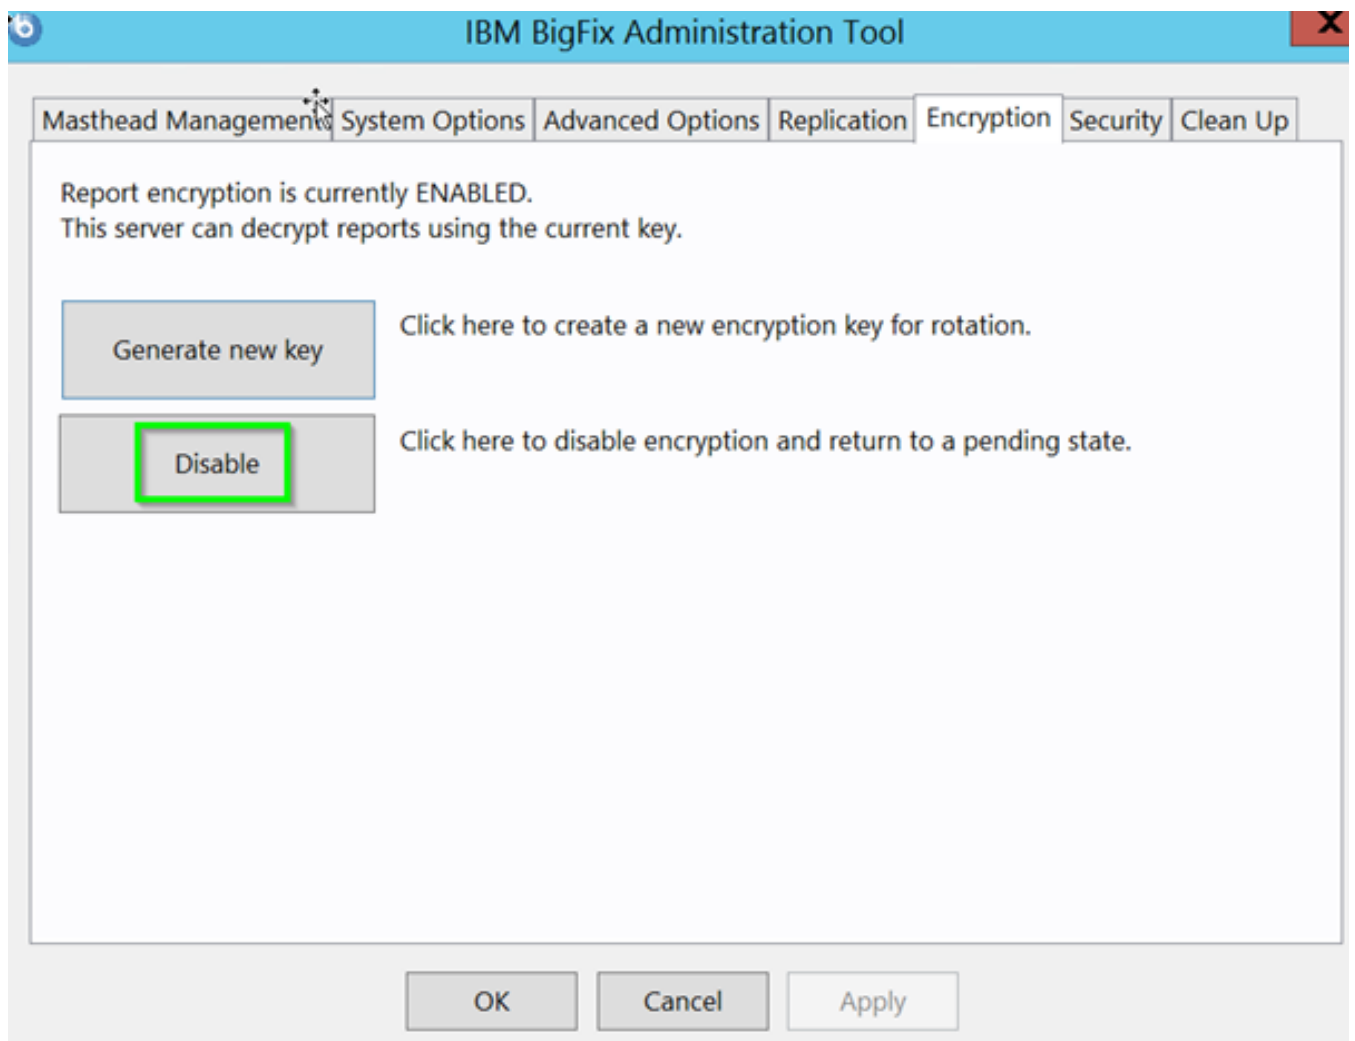 IBM BigFix Administration Tool
X
Masthead Management System Options Advanced Options Replication Encryption Security Clean Up
Report encryption is currently ENABLED.
This server can decrypt reports using the current key.
Generate new key
Click here to create a new encryption key for rotation.
Disable
Click here to disable encryption and return to a pending state.
OK Cancel Apply